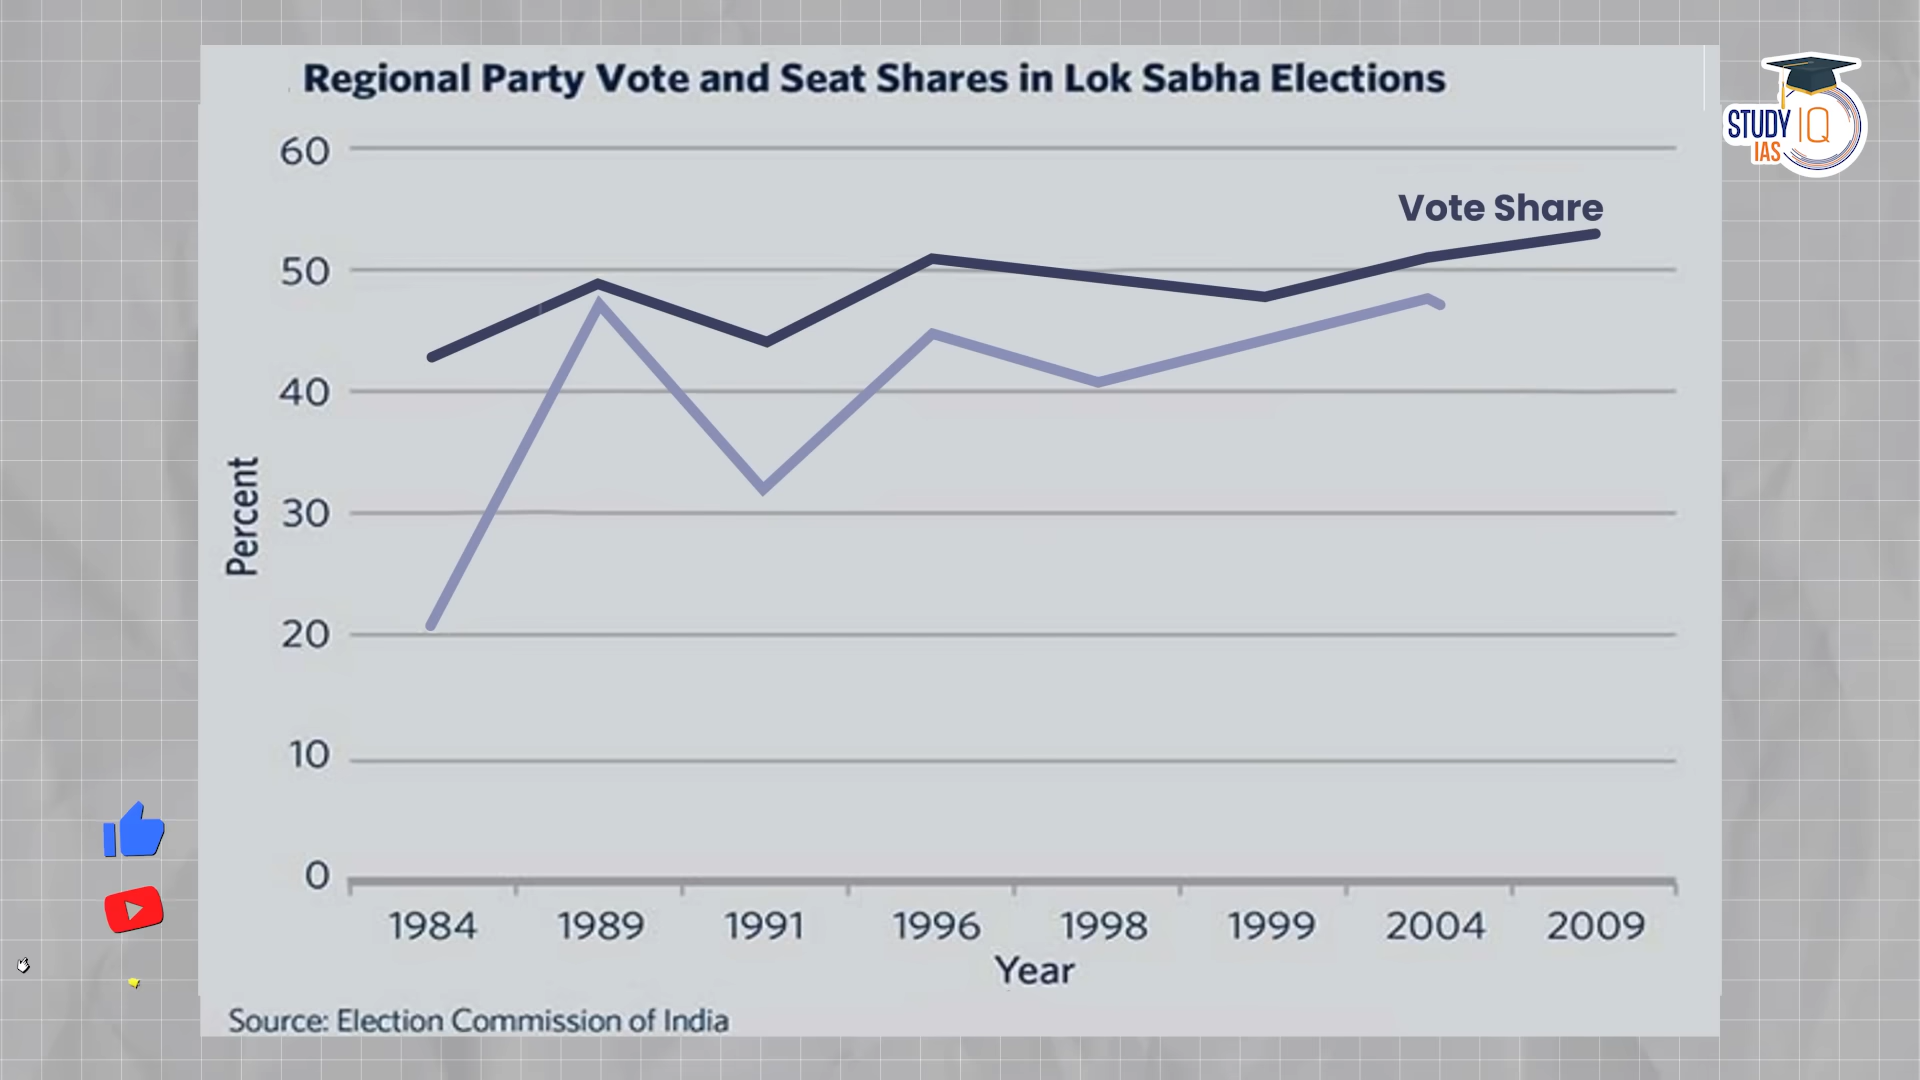 Regional Party Vote and Seat Shares in Lok Sabha Elections
STUDY IQ
IAS
60
Vote Share
50
40
Percent
30
20
10
0
1984 1989 1991 1996 1998 1999 2004 2009
Year
Source: Election Commission of India